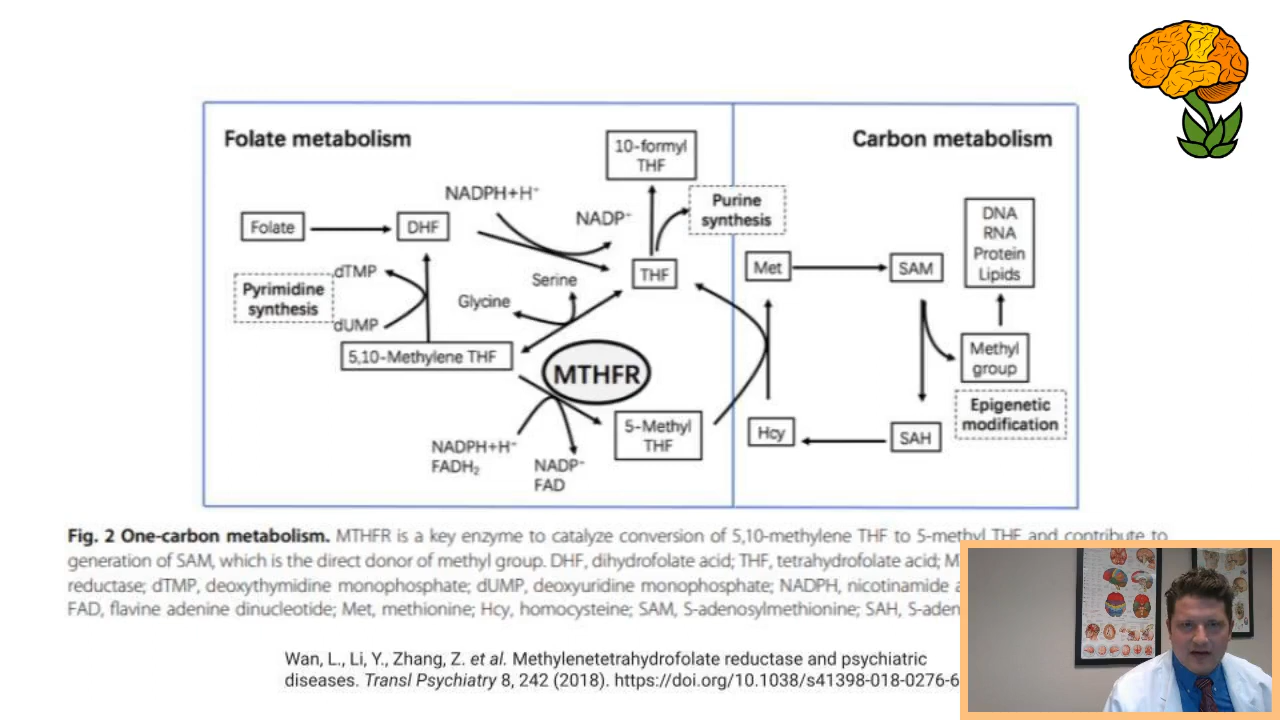 Folate metabolism
Carbon metabolism
10-formyl
THF
NADPH+H⁻
NADP⁻
Purine
synthesis
Folate
DHF
DNA
RNA
Protein
Lipids
dTMP
Pyrimidine
synthesis
dUMP
Serine
Glycine
THF
Met
SAM
5,10-Methylene THF
MTHFR
Methyl
group
Epigenetic
modification
5-Methyl
THF
Hcy
SAH
NADPH+H⁻
FADH₂
NADP⁻
FAD
Fig. 2 One-carbon metabolism. MTHFR is a key enzyme to catalyze conversion of 5,10-methylene THF to 5-methyl THF and contribute to
generation of SAM, which is the direct donor of methyl group. DHF, dihydrofolate acid; THF, tetrahydrofolate acid; M
reductase; dTMP, deoxythymidine monophosphate; dUMP, deoxyuridine monophosphate; NADPH, nicotinamide a
FAD, flavine adenine dinucleotide; Met, methionine; Hcy, homocysteine; SAM, S-adenosylmethionine; SAH, S-aden
Wan, L., Li, Y., Zhang, Z. et al. Methylenetetrahydrofolate reductase and psychiatric
diseases. Transl Psychiatry 8, 242 (2018). https://doi.org/10.1038/s41398-018-0276-6